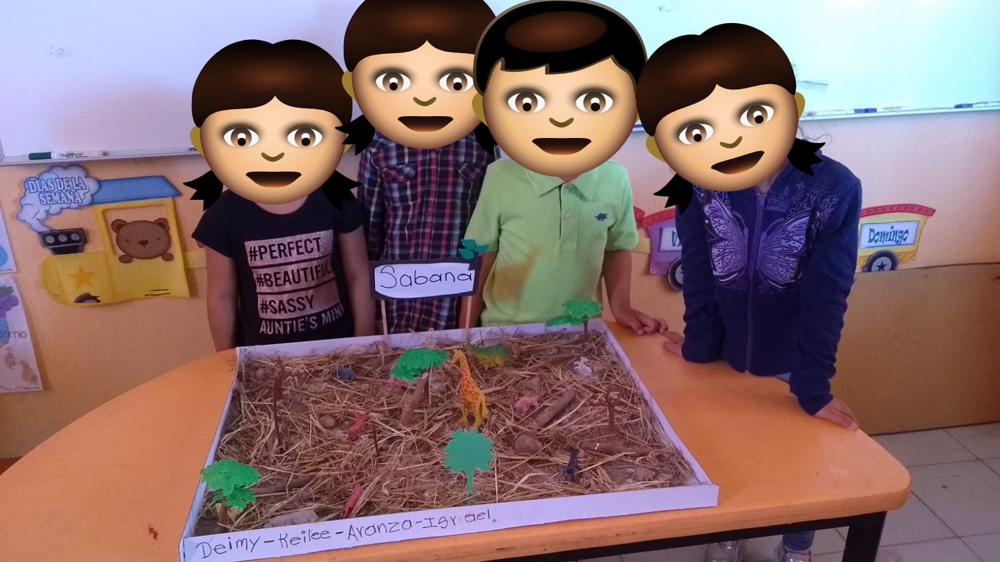 DIAS DE LA
SEMANA
Domingo
#PERFECT
#BEAUTIFUL
#SASSY
AUNTIE'S MINI
Sabana
Deimy-Keilee-Aranza-Israel.